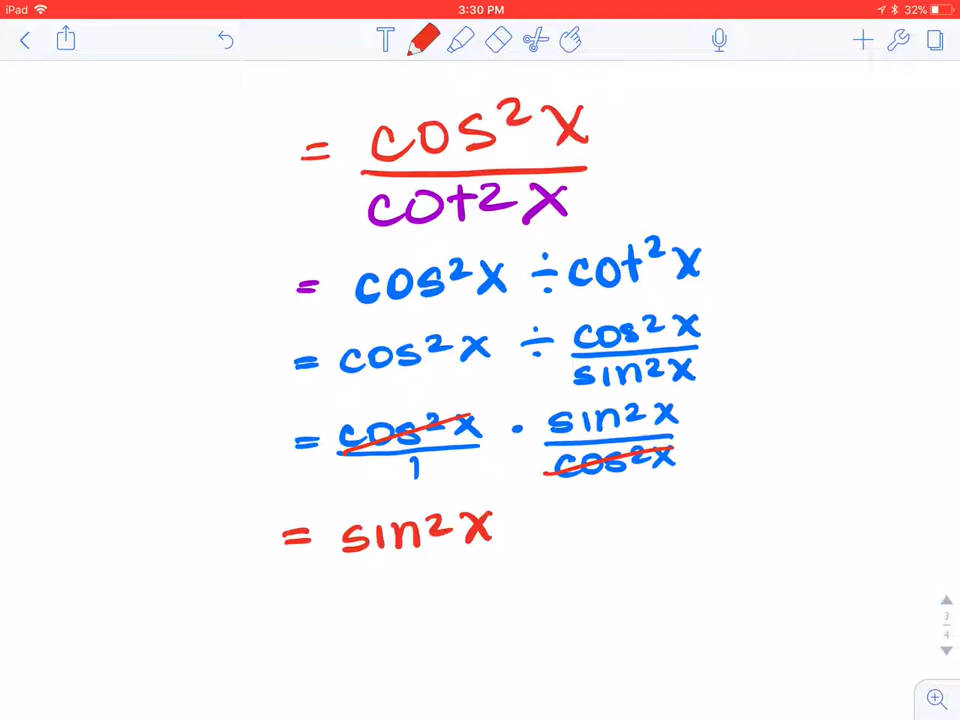 iPad 3:30 PM 32%
T
= cos²x
cot2x
= cos²x ÷ cot²x
= cos²x ÷ cos²x
sin2x
= cos²x · sin2x
1 cos2x
= sin2x
3
4